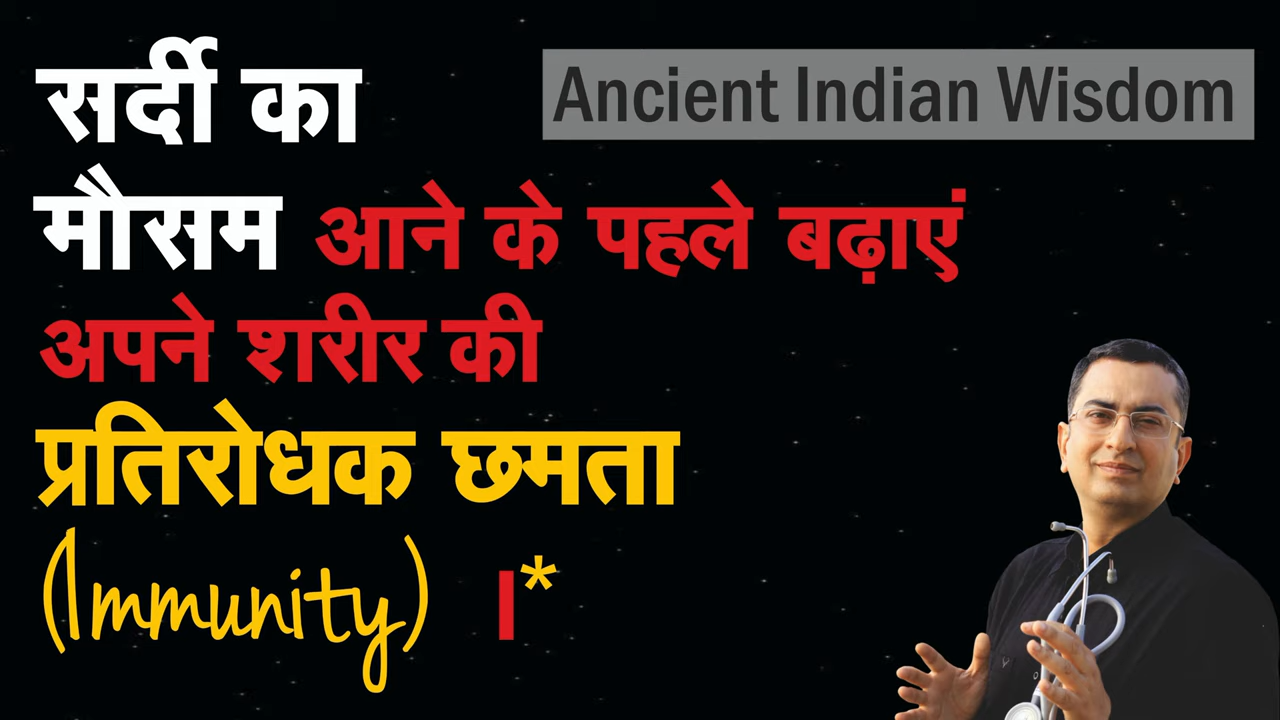 सर्दी का
Ancient Indian Wisdom
मौसम आने के पहले बढ़ाएं
अपने शरीर की
प्रतिरोधक छमता
(Immunity) ।*